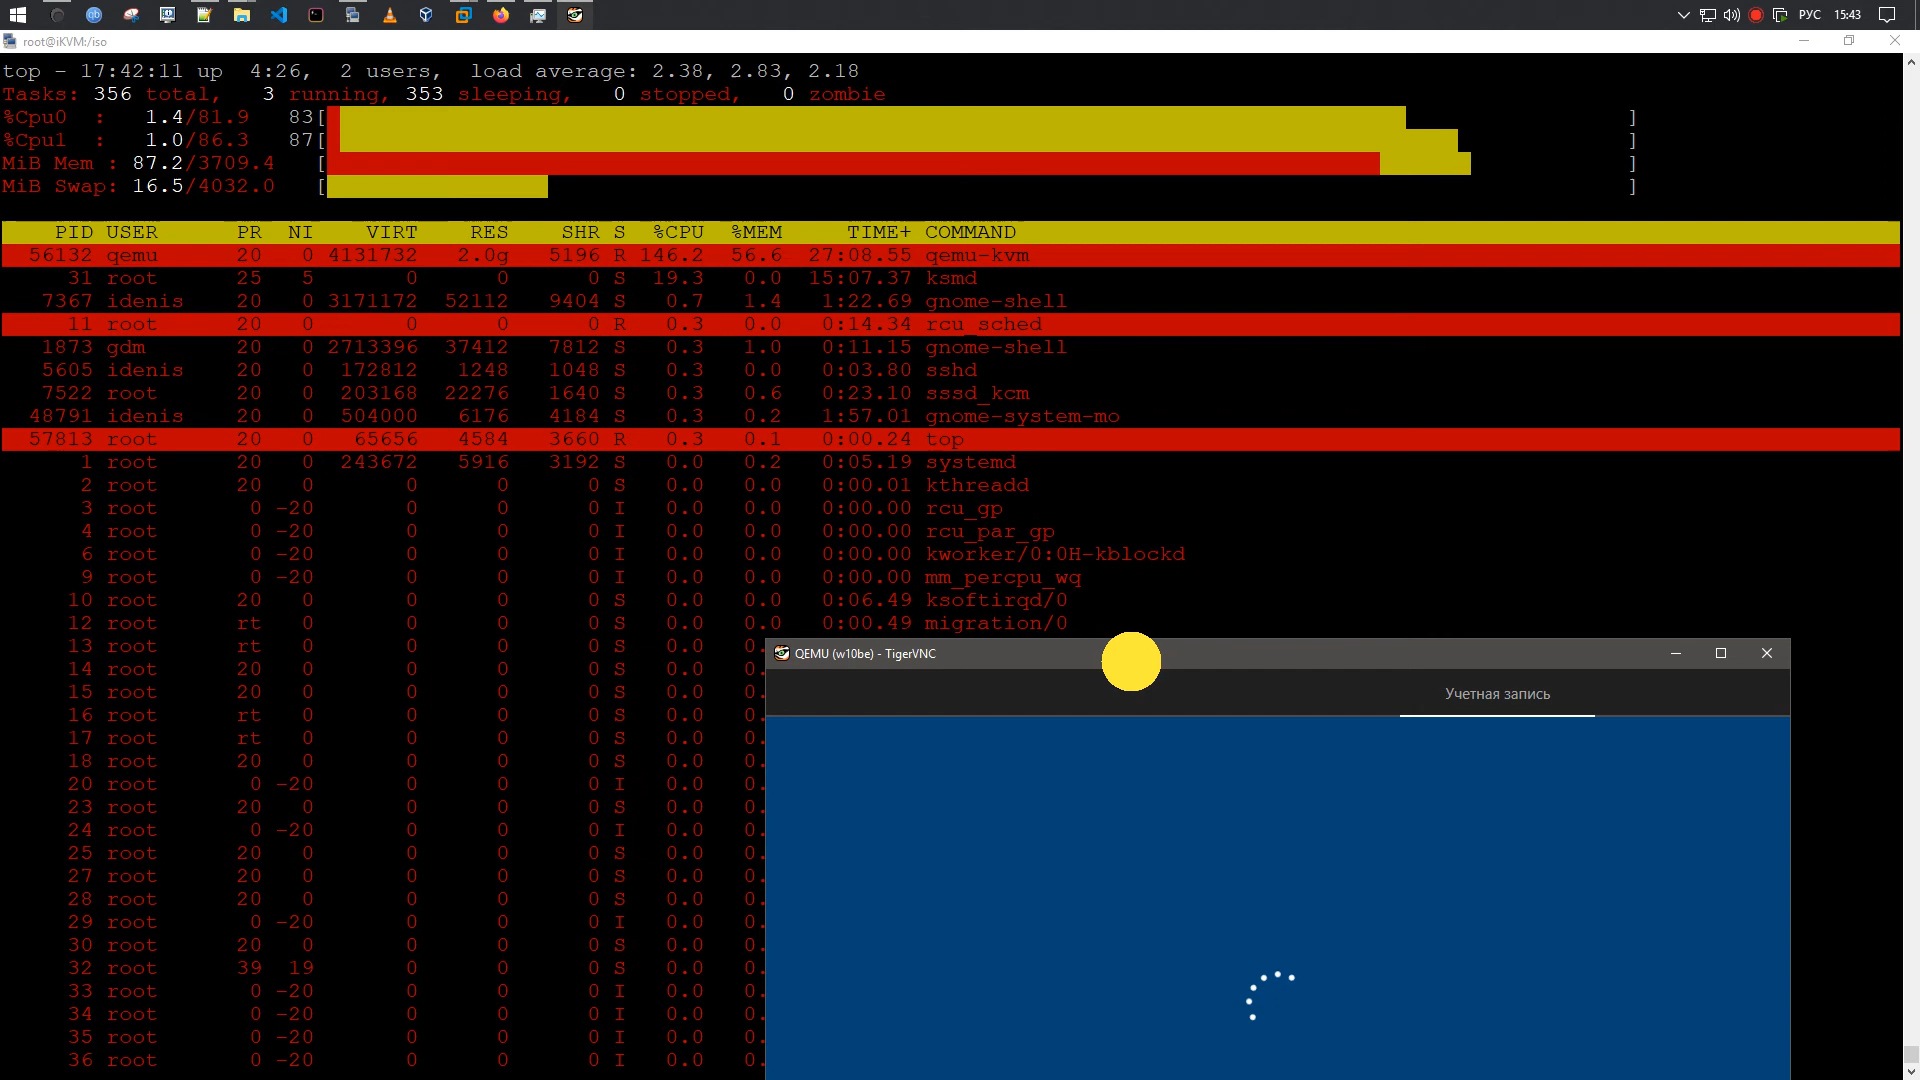 РУС 15:43
root@iKVM:/iso
top - 17:42:11 up  4:26,  2 users,  load average: 2.38, 2.83, 2.18
Tasks: 356 total,   3 running, 353 sleeping,   0 stopped,   0 zombie
%Cpu0  :   1.4/81.9   83[ ]
%Cpu1  :   1.0/86.3   87[ ]
MiB Mem : 87.2/3709.4   [ ]
MiB Swap: 16.5/4032.0   [ ]
PID USER PR NI VIRT RES SHR S %CPU %MEM TIME+ COMMAND
56132 qemu 20 0 4131732 2.0g 5196 R 146.2 56.6 27:08.55 qemu-kvm
31 root 25 5 0 0 0 S 19.3 0.0 15:07.37 ksmd
7367 idenis 20 0 3171172 52112 9404 S 0.7 1.4 1:22.69 gnome-shell
11 root 20 0 0 0 0 R 0.3 0.0 0:14.34 rcu_sched
1873 gdm 20 0 2713396 37412 7812 S 0.3 1.0 0:11.15 gnome-shell
5605 idenis 20 0 172812 1248 1048 S 0.3 0.0 0:03.80 sshd
7522 root 20 0 203168 22276 1640 S 0.3 0.6 0:23.10 sssd_kcm
48791 idenis 20 0 504000 6176 4184 S 0.3 0.2 1:57.01 gnome-system-mo
57813 root 20 0 65656 4584 3660 R 0.3 0.1 0:00.24 top
1 root 20 0 243672 5916 3192 S 0.0 0.2 0:05.19 systemd
2 root 20 0 0 0 0 S 0.0 0.0 0:00.01 kthreadd
3 root 0 -20 0 0 0 I 0.0 0.0 0:00.00 rcu_gp
4 root 0 -20 0 0 0 I 0.0 0.0 0:00.00 rcu_par_gp
6 root 0 -20 0 0 0 I 0.0 0.0 0:00.00 kworker/0:0H-kblockd
9 root 0 -20 0 0 0 I 0.0 0.0 0:00.00 mm_percpu_wq
10 root 20 0 0 0 0 S 0.0 0.0 0:06.49 ksoftirqd/0
12 root rt 0 0 0 0 S 0.0 0.0 0:00.49 migration/0
13 root rt 0 0 0 0 S 0.0 0.
14 root 20 0 0 0 0 S 0.0 0.
15 root 20 0 0 0 0 S 0.0 0.
16 root rt 0 0 0 0 S 0.0 0.
17 root rt 0 0 0 0 S 0.0 0.
18 root 20 0 0 0 0 S 0.0 0.
20 root 0 -20 0 0 0 I 0.0 0.
23 root 20 0 0 0 0 S 0.0 0.
24 root 0 -20 0 0 0 I 0.0 0.
25 root 20 0 0 0 0 S 0.0 0.
27 root 20 0 0 0 0 S 0.0 0.
28 root 20 0 0 0 0 S 0.0 0.
29 root 0 -20 0 0 0 I 0.0 0.
30 root 20 0 0 0 0 S 0.0 0.
32 root 39 19 0 0 0 S 0.0 0.
33 root 0 -20 0 0 0 I 0.0 0.
34 root 0 -20 0 0 0 I 0.0 0.
35 root 0 -20 0 0 0 I 0.0 0.
36 root 0 -20 0 0 0 I 0.0 0.
QEMU (w10be) - TigerVNC
Учетная запись